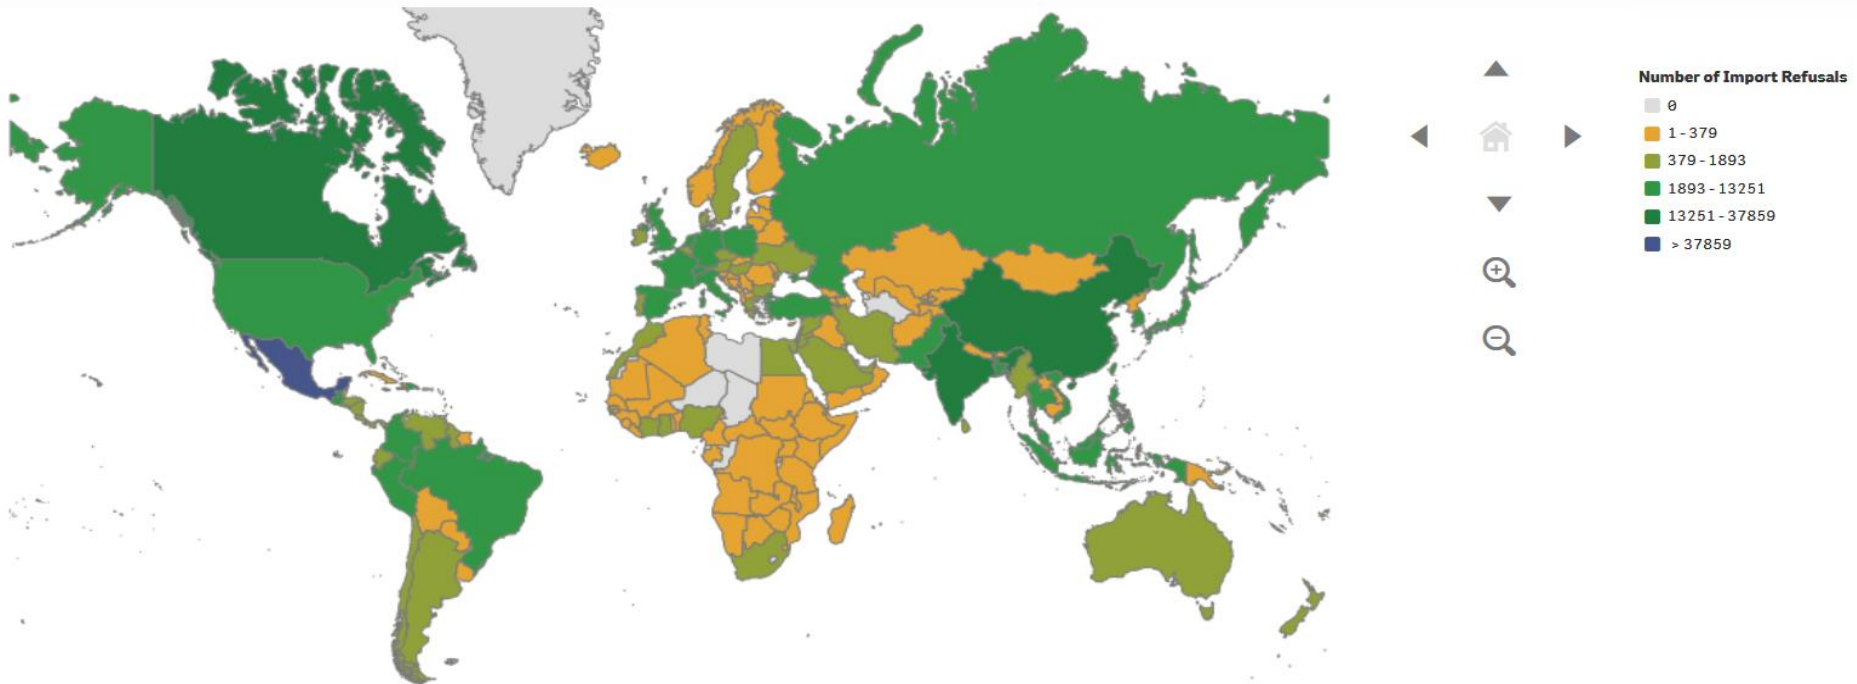 Number of Import Refusals
0
1 - 379
379 - 1893
1893 - 13251
13251 - 37859
> 37859